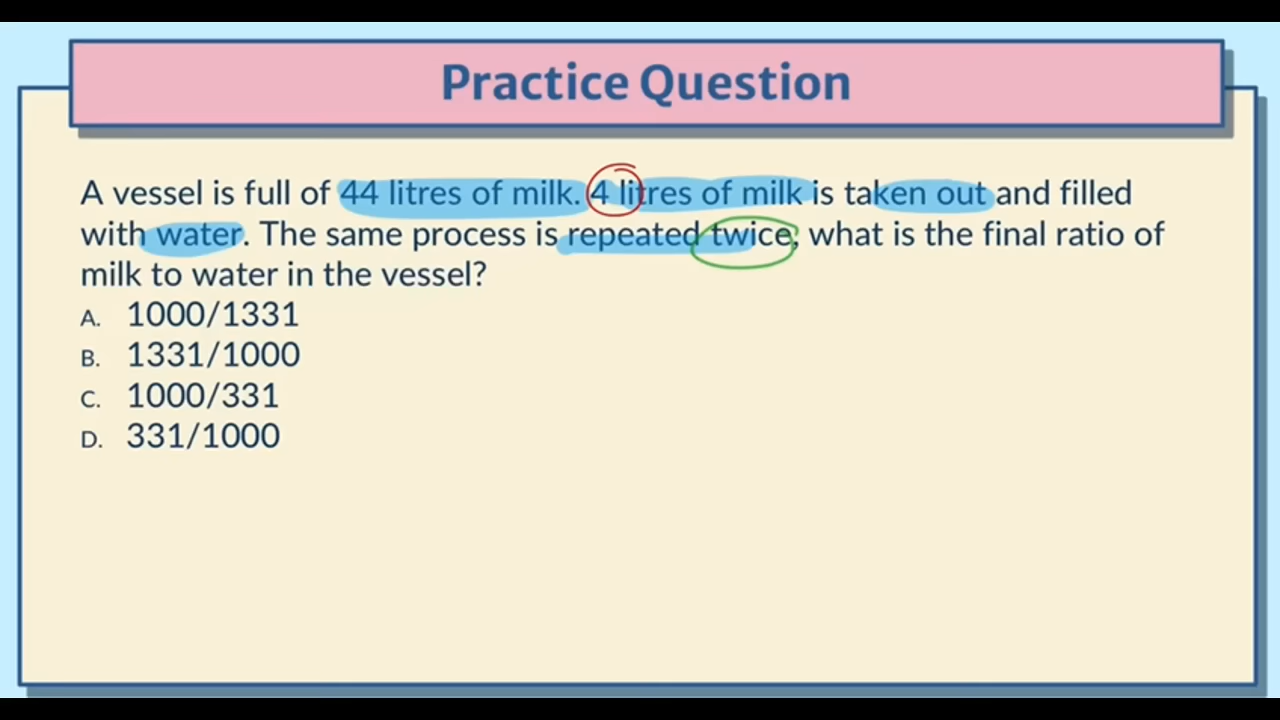 Practice Question
A vessel is full of 44 litres of milk. 4 litres of milk is taken out and filled
with water. The same process is repeated twice, what is the final ratio of
milk to water in the vessel?
A. 1000/1331
B. 1331/1000
C. 1000/331
D. 331/1000